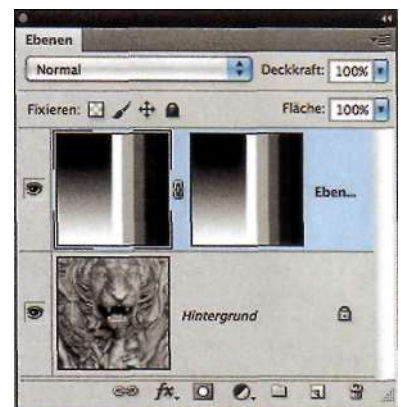 Ebenen
Normal Deckkraft: 100%
Fixieren: Fläche: 100%
Eben...
Hintergrund
fx.